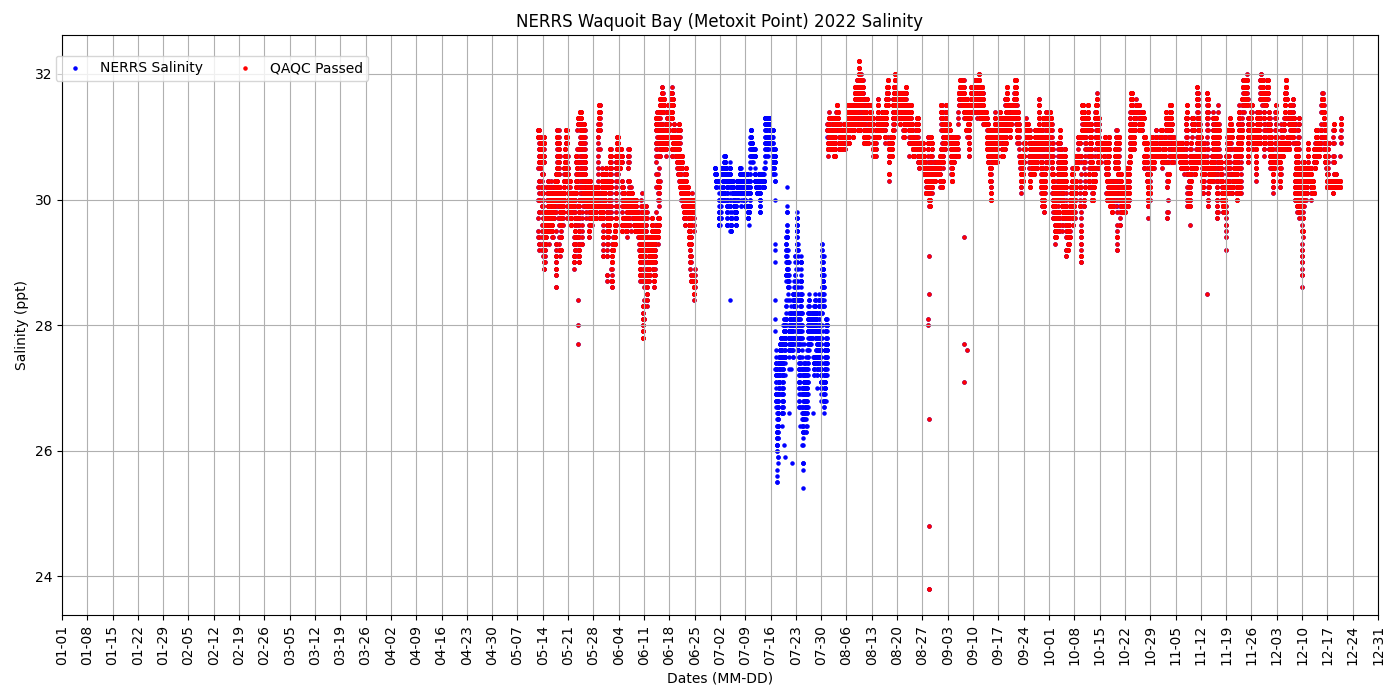 NERRS Waquoit Bay (Metoxit Point) 2022 Salinity
NERRS Salinity QAQC Passed
32
30
28
26
24
Salinity (ppt)
01-01 01-08 01-15 01-22 01-29 02-05 02-12 02-19 02-26 03-05 03-12 03-19 03-26 04-02 04-09 04-16 04-23 04-30 05-07 05-14 05-21 05-28 06-04 06-11 06-18 06-25 07-02 07-09 07-16 07-23 07-30 08-06 08-13 08-20 08-27 09-03 09-10 09-17 09-24 10-01 10-08 10-15 10-22 10-29 11-05 11-12 11-19 11-26 12-03 12-10 12-17 12-24 12-31
Dates (MM-DD)